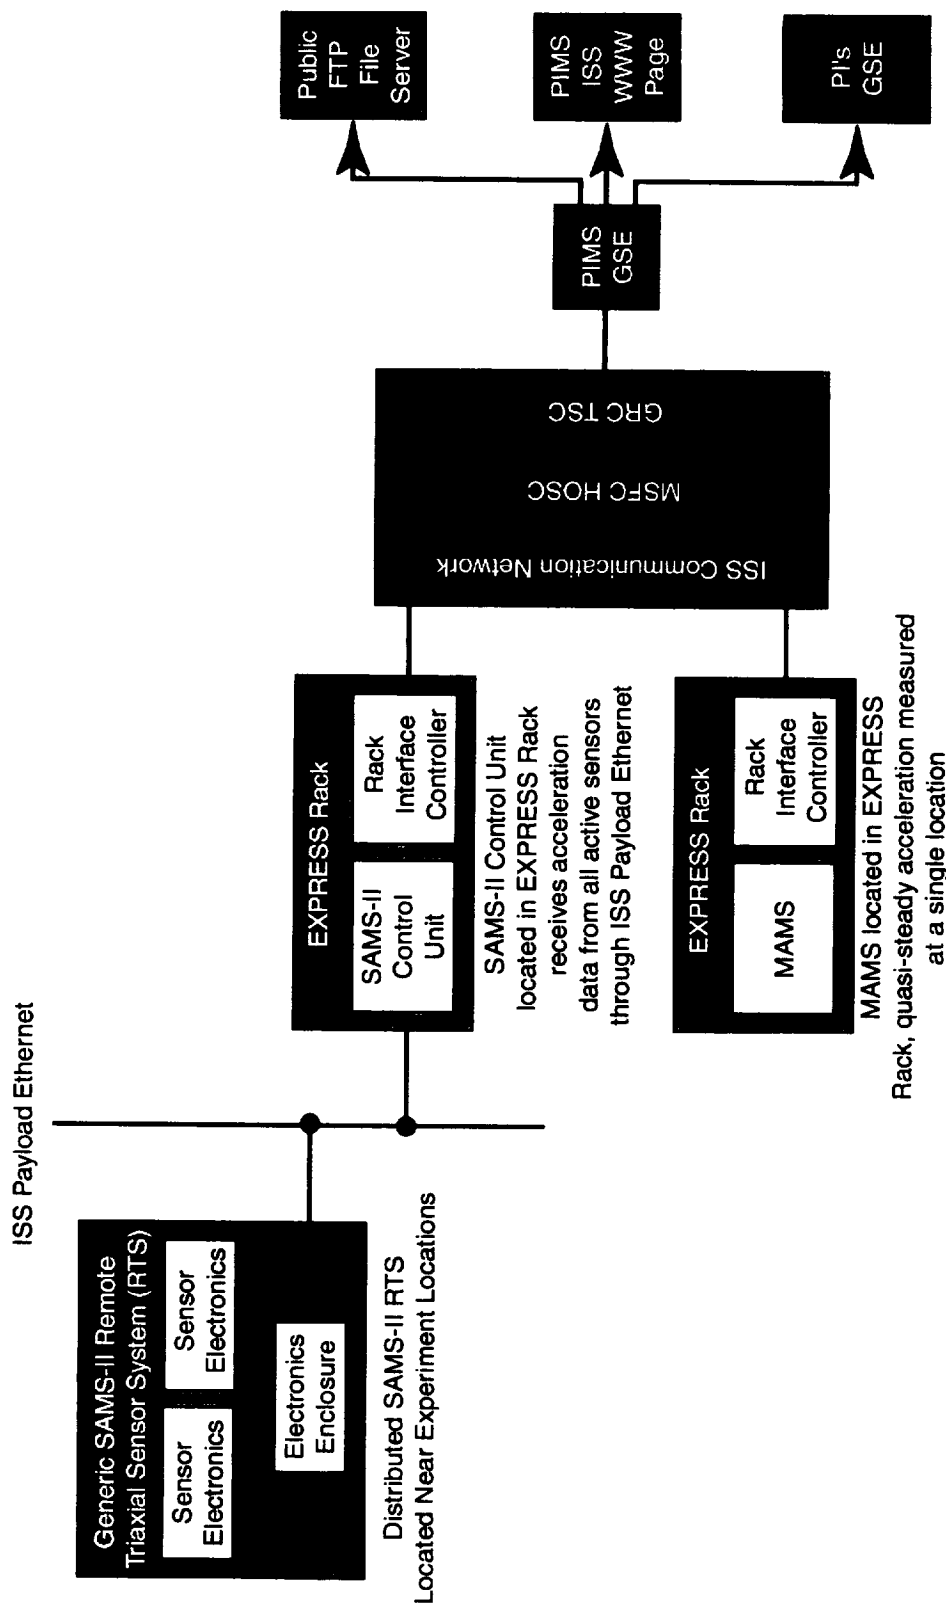 ISS Payload Ethernet
Generic SAMS-II Remote
Triaxial Sensor System (RTS)
Sensor
Electronics
Sensor
Electronics
Electronics
Enclosure
Distributed SAMS-II RTS
Located Near Experiment Locations
EXPRESS Rack
SAMS-II
Control
Unit
Rack
Interface
Controller
SAMS-II Control Unit
located in EXPRESS Rack
receives acceleration
data from all active sensors
through ISS Payload Ethernet
EXPRESS Rack
MAMS
Rack
Interface
Controller
MAMS located in EXPRESS
Rack, quasi-steady acceleration measured
at a single location
ISS Communication Network
MSFC HOSC
GRC TSC
PIMS
GSE
Public
FTP
File
Server
PIMS
ISS
WWW
Page
PI's
GSE